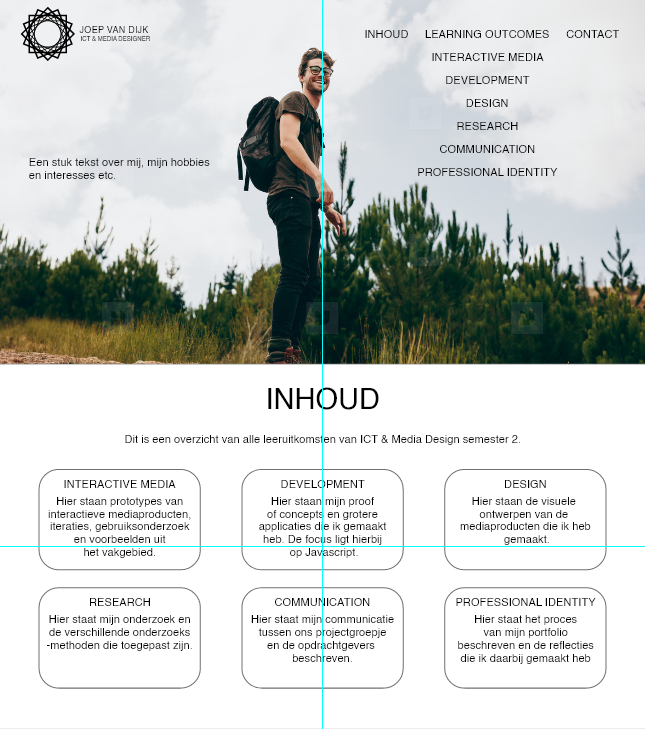 JOEP VAN DIJK
ICT & MEDIA DESIGNER
INHOUD LEARNING OUTCOMES CONTACT
INTERACTIVE MEDIA
DEVELOPMENT
DESIGN
RESEARCH
COMMUNICATION
PROFESSIONAL IDENTITY
Een stuk tekst over mij, mijn hobbies
en interesses etc.
INHOUD
Dit is een overzicht van alle leeruitkomsten van ICT & Media Design semester 2.
INTERACTIVE MEDIA
Hier staan prototypes van
interactieve mediaproducten,
iteraties, gebruiksonderzoek
en voorbeelden uit
het vakgebied.
DEVELOPMENT
Hier staan mijn proof
of concepts en grotere
applicaties die ik gemaakt
heb. De focus ligt hierbij
op Javascript.
DESIGN
Hier staan de visuele
ontwerpen van de
mediaproducten die ik heb
gemaakt.
RESEARCH
Hier staat mijn onderzoek en
de verschillende onderzoeks
-methoden die toegepast zijn.
COMMUNICATION
Hier staat mijn communicatie
tussen ons projectgroepje
en de opdrachtgevers
beschreven.
PROFESSIONAL IDENTITY
Hier staat het proces
van mijn portfolio
beschreven en de reflecties
die ik daarbij gemaakt heb